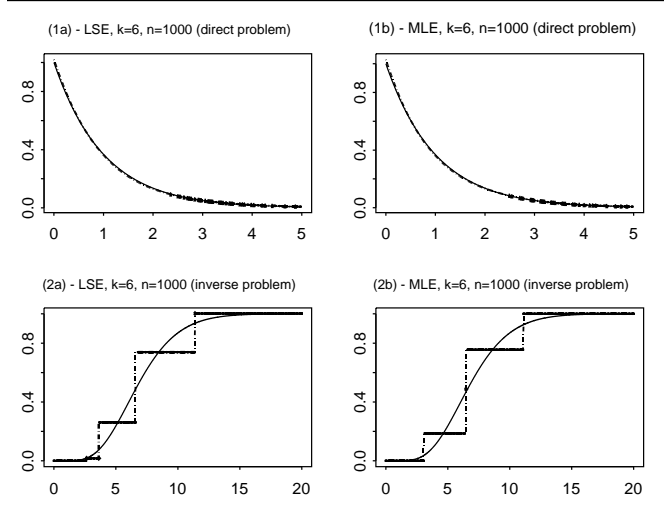 (1a) - LSE, k=6, n=1000 (direct problem)
(1b) - MLE, k=6, n=1000 (direct problem)
0.0 0.4 0.8
0 1 2 3 4 5
0.0 0.4 0.8
0 1 2 3 4 5
(2a) - LSE, k=6, n=1000 (inverse problem)
(2b) - MLE, k=6, n=1000 (inverse problem)
0.0 0.4 0.8
0 5 10 15 20
0.0 0.4 0.8
0 5 10 15 20